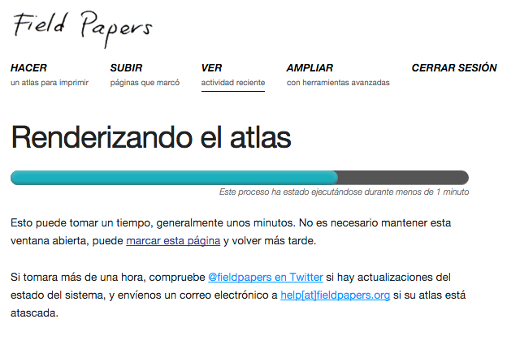 Field Papers
HACER SUBIR VER AMPLIAR CERRAR SESIÓN
un atlas para imprimir páginas que marcó actividad reciente con herramientas avanzadas
Renderizando el atlas
Este proceso ha estado ejecutándose durante menos de 1 minuto
Esto puede tomar un tiempo, generalmente unos minutos. No es necesario mantener esta
ventana abierta, puede marcar esta página y volver más tarde.
Si tomara más de una hora, compruebe @fieldpapers en Twitter si hay actualizaciones del
estado del sistema, y envíenos un correo electrónico a help[at]fieldpapers.org si su atlas está
atascada.